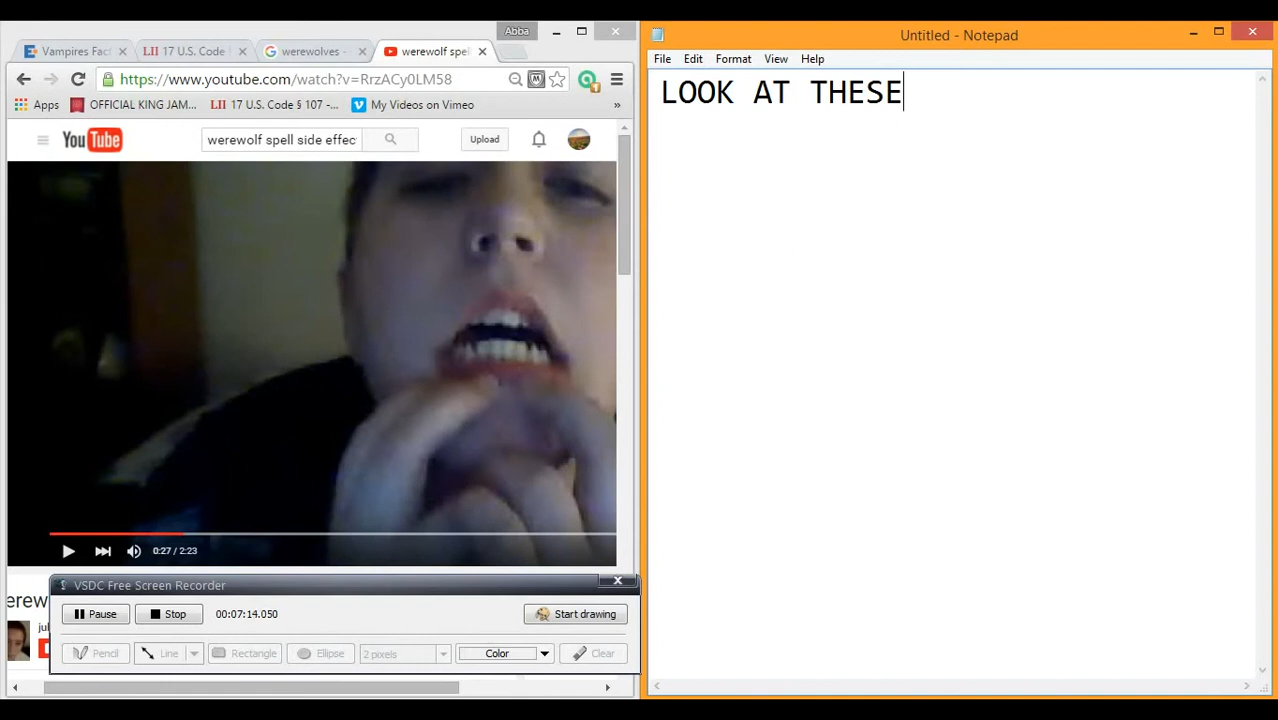 Abba
Vampires Fac
LII 17 U.S. Code
werewolves -
werewolf spel
https://www.youtube.com/watch?v=RrzACy0LM58
Apps
OFFICIAL KING JAM...
LII 17 U.S. Code § 107 -...
My Videos on Vimeo
»
YouTube
werewolf spell side effec
Upload
0:27 / 2:23
erew
jul
VSDC Free Screen Recorder
Pause
Stop
00:07:14.050
Start drawing
Pencil
Line
Rectangle
Ellipse
2 pixels
Color
Clear
Untitled - Notepad
File Edit Format View Help
LOOK AT THESE